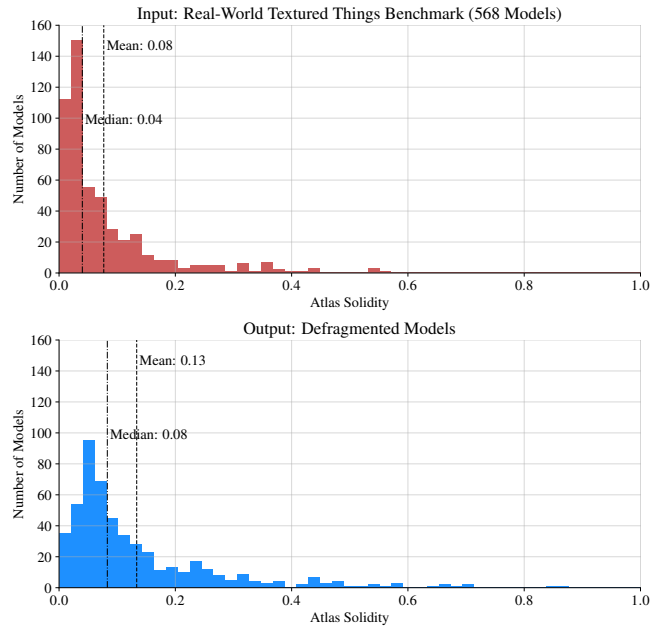 Input: Real-World Textured Things Benchmark (568 Models)
160
140
120
100
80
60
40
20
0
Number of Models
Mean: 0.08
Median: 0.04
0.0 0.2 0.4 0.6 0.8 1.0
Atlas Solidity
Output: Defragmented Models
160
140
120
100
80
60
40
20
0
Number of Models
Mean: 0.13
Median: 0.08
0.0 0.2 0.4 0.6 0.8 1.0
Atlas Solidity